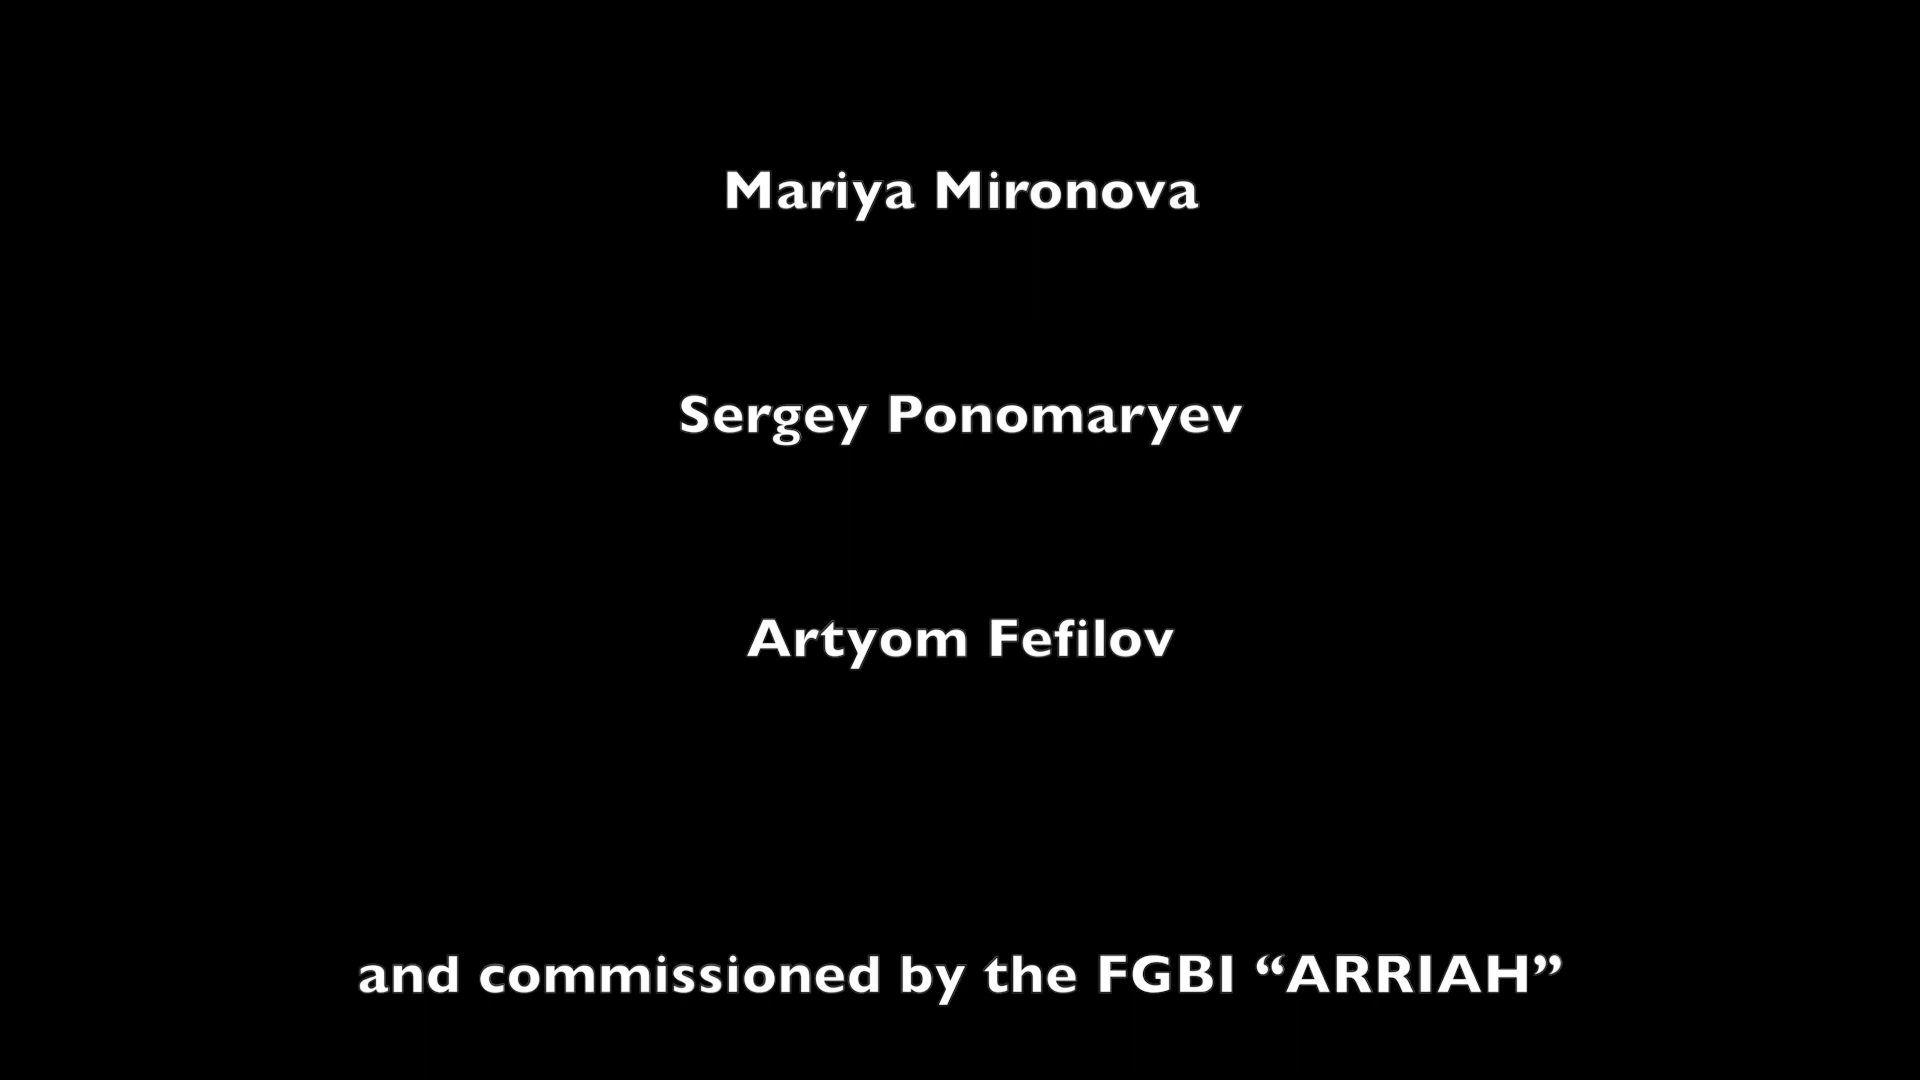 Mariya Mironova
Sergey Ponomaryev
Artyom Fefilov
and commissioned by the FGBI “ARRIAH”